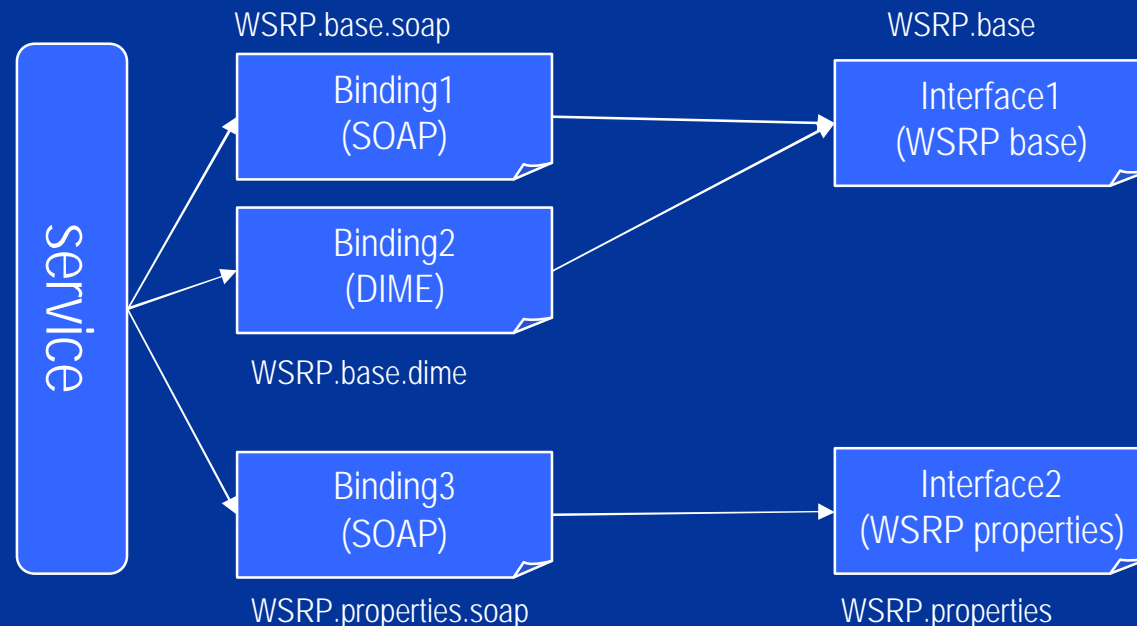 service
WSRP.base.soap
Binding1
(SOAP)
Binding2
(DIME)
WSRP.base.dime
Binding3
(SOAP)
WSRP.properties.soap
WSRP.base
Interface1
(WSRP base)
Interface2
(WSRP properties)
WSRP.properties